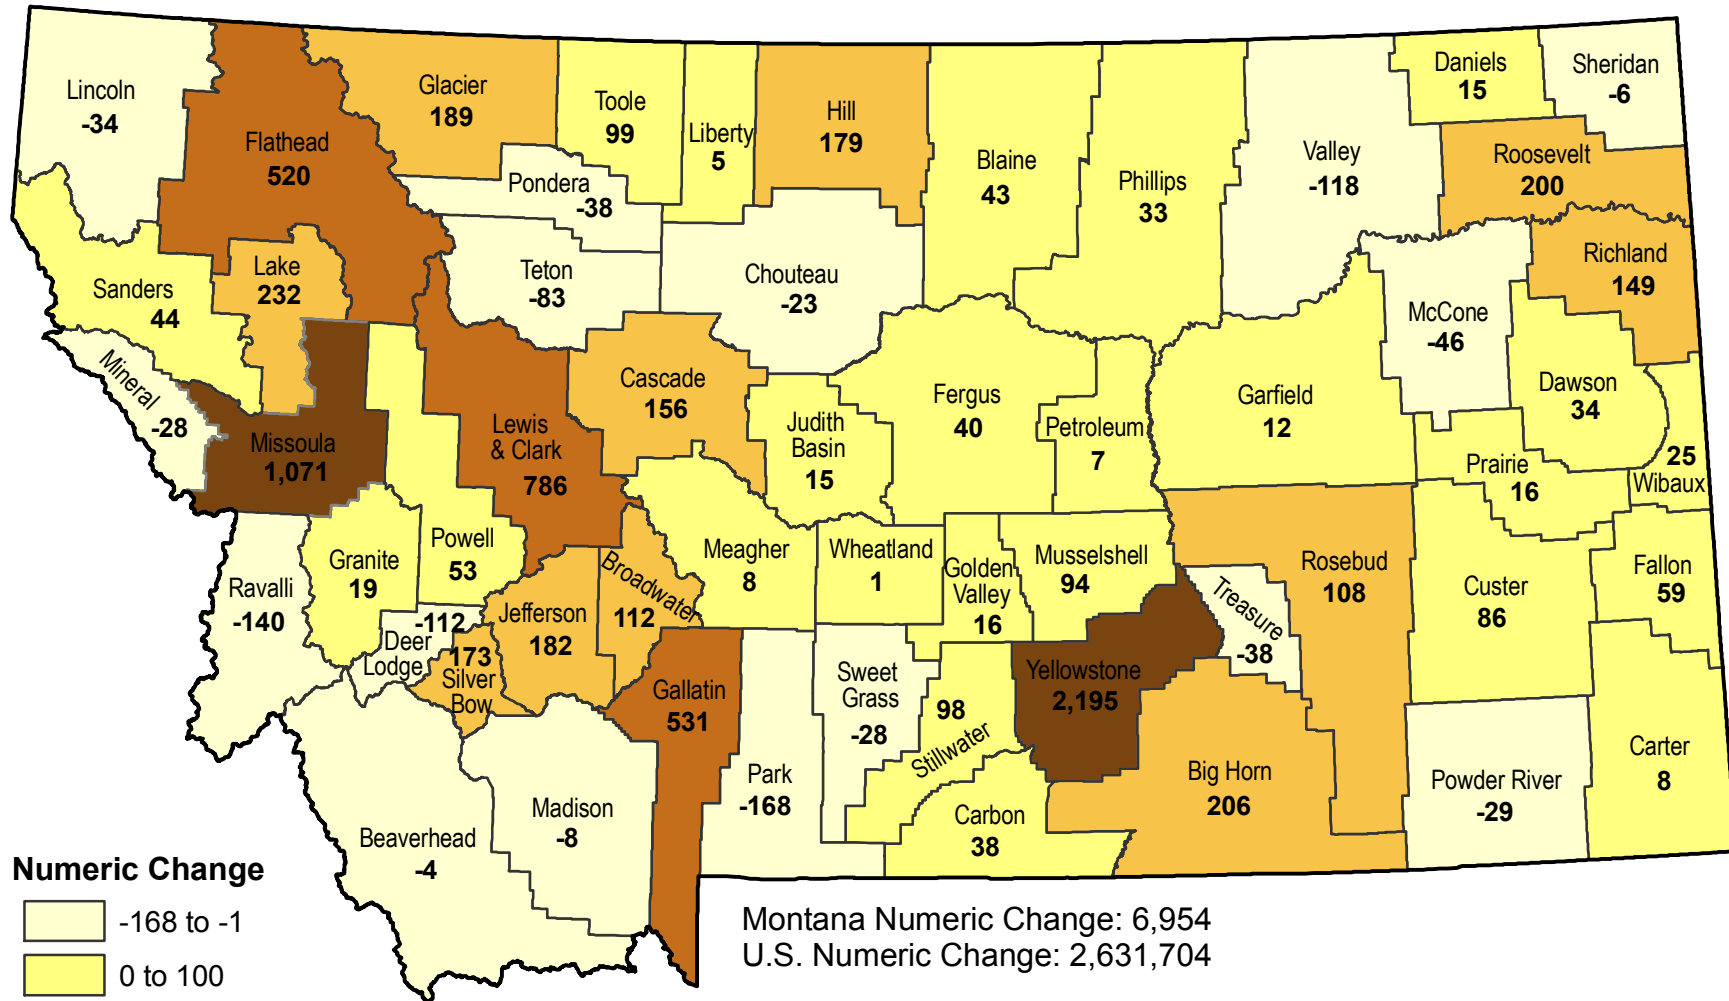 Lincoln
-34
Flathead
520
Glacier
189
Toole
99
Liberty
5
Hill
179
Blaine
43
Phillips
33
Valley
-118
Daniels
15
Sheridan
-6
Roosevelt
200
Pondera
-38
Teton
-83
Chouteau
-23
Richland
149
McCone
-46
Sanders
44
Lake
232
Mineral
-28
Missoula
1,071
Lewis
& Clark
786
Cascade
156
Judith
Basin
15
Fergus
40
Petroleum
7
Garfield
12
Dawson
34
Prairie
16
25
Wibaux
Ravalli
-140
Granite
19
Powell
53
-112
Deer
Lodge
173
Silver
Bow
Jefferson
182
Broadwater
112
Meagher
8
Wheatland
1
Golden
Valley
16
Musselshell
94
Treasure
-38
Rosebud
108
Custer
86
Fallon
59
Gallatin
531
Sweet
Grass
-28
98
Stillwater
Yellowstone
2,195
Beaverhead
-4
Madison
-8
Park
-168
Carbon
38
Big Horn
206
Powder River
-29
Carter
8
Numeric Change
-168 to -1
0 to 100
Montana Numeric Change: 6,954
U.S. Numeric Change: 2,631,704